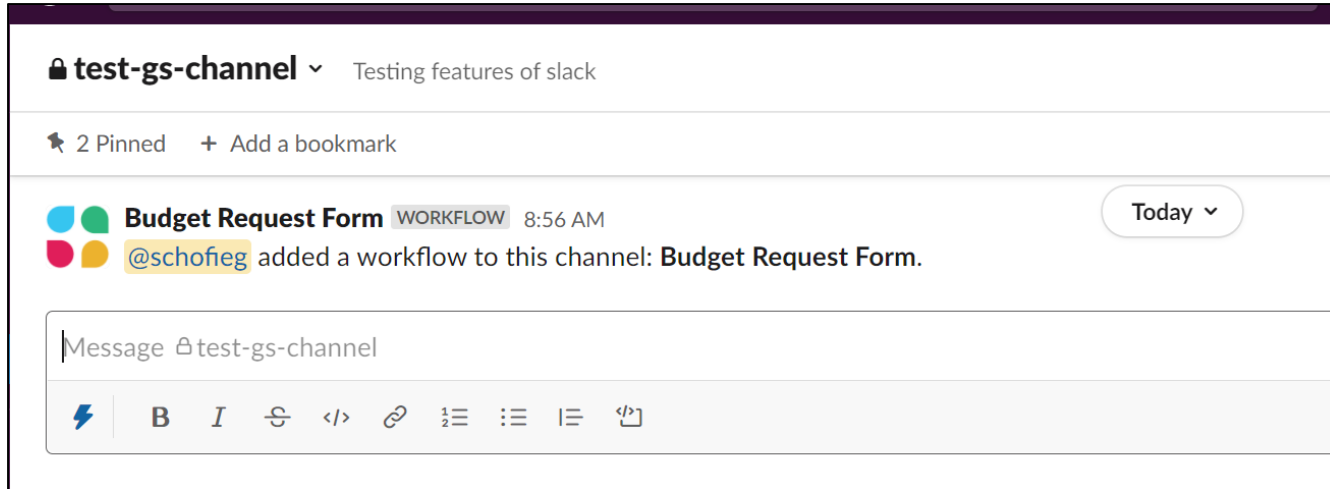 test-gs-channel Testing features of slack
2 Pinned + Add a bookmark
Today
Budget Request Form WORKFLOW 8:56 AM
@schofieg added a workflow to this channel: Budget Request Form.
Message test-gs-channel
B I S </>